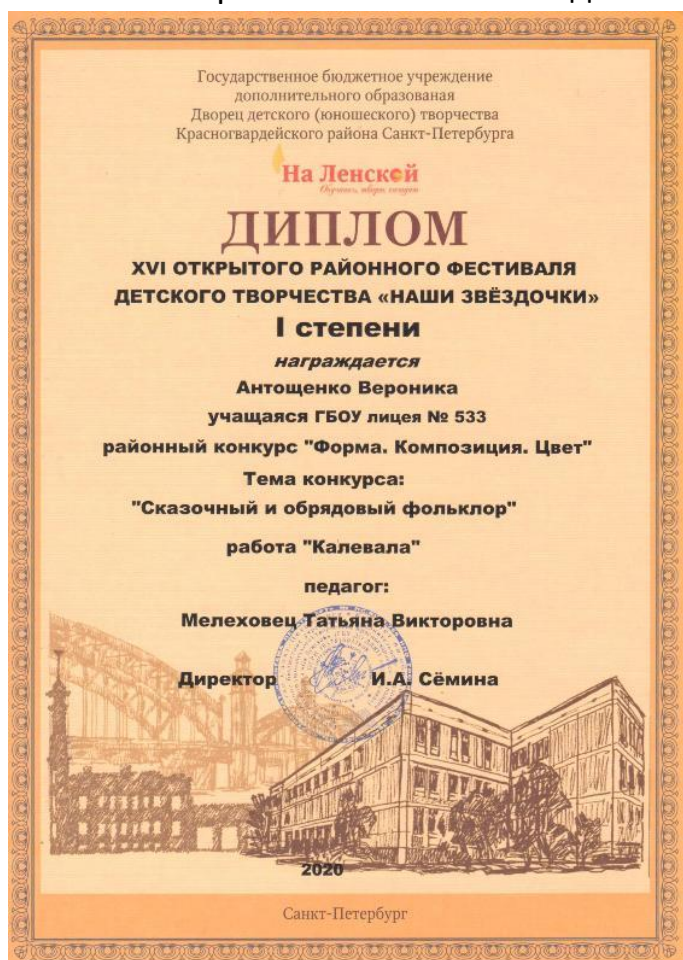 Государственное бюджетное учреждение
дополнительного образованая
Дворец детского (юношеского) творчества
Красногвардейского района Санкт-Петербурга
На Ленской
ДИПЛОМ
XVI ОТКРЫТОГО РАЙОННОГО ФЕСТИВАЛЯ
ДЕТСКОГО ТВОРЧЕСТВА «НАШИ ЗВЁЗДОЧКИ»
I степени
награждается
Антощенко Вероника
учащаяся ГБОУ лицея № 533
районный конкурс "Форма. Композиция. Цвет"
Тема конкурса:
"Сказочный и обрядовый фольклор"
работа "Калевала"
педагог:
Мелеховец Татьяна Викторовна
Директор И.А. Сёмина
2020
Санкт-Петербург